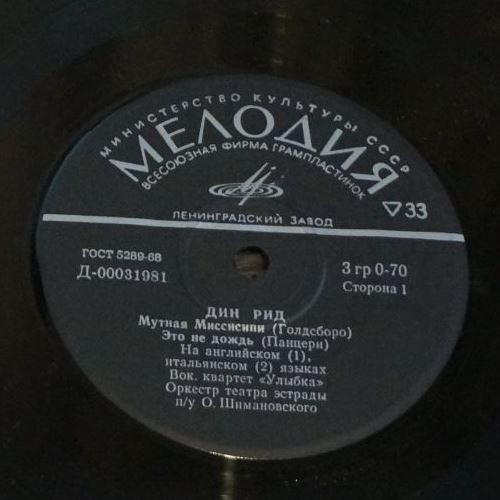 МИНИСТЕРСТВО КУЛЬТУРЫ СССР
МЕЛОДИЯ
ВСЕСОЮЗНАЯ ФИРМА ГРАМПЛАСТИНОК
ЛЕНИНГРАДСКИЙ ЗАВОД
▽33
ГОСТ 5289-68
Д-00031981
3 гр 0-70
Сторона 1
ДИН РИД
Мутная Миссисипи (Голдсборо)
Это не дождь (Панцери)
На английском (1),
итальянском (2) языках
Вок. квартет «Улыбка»
Оркестр театра эстрады
п/у О. Шимановского